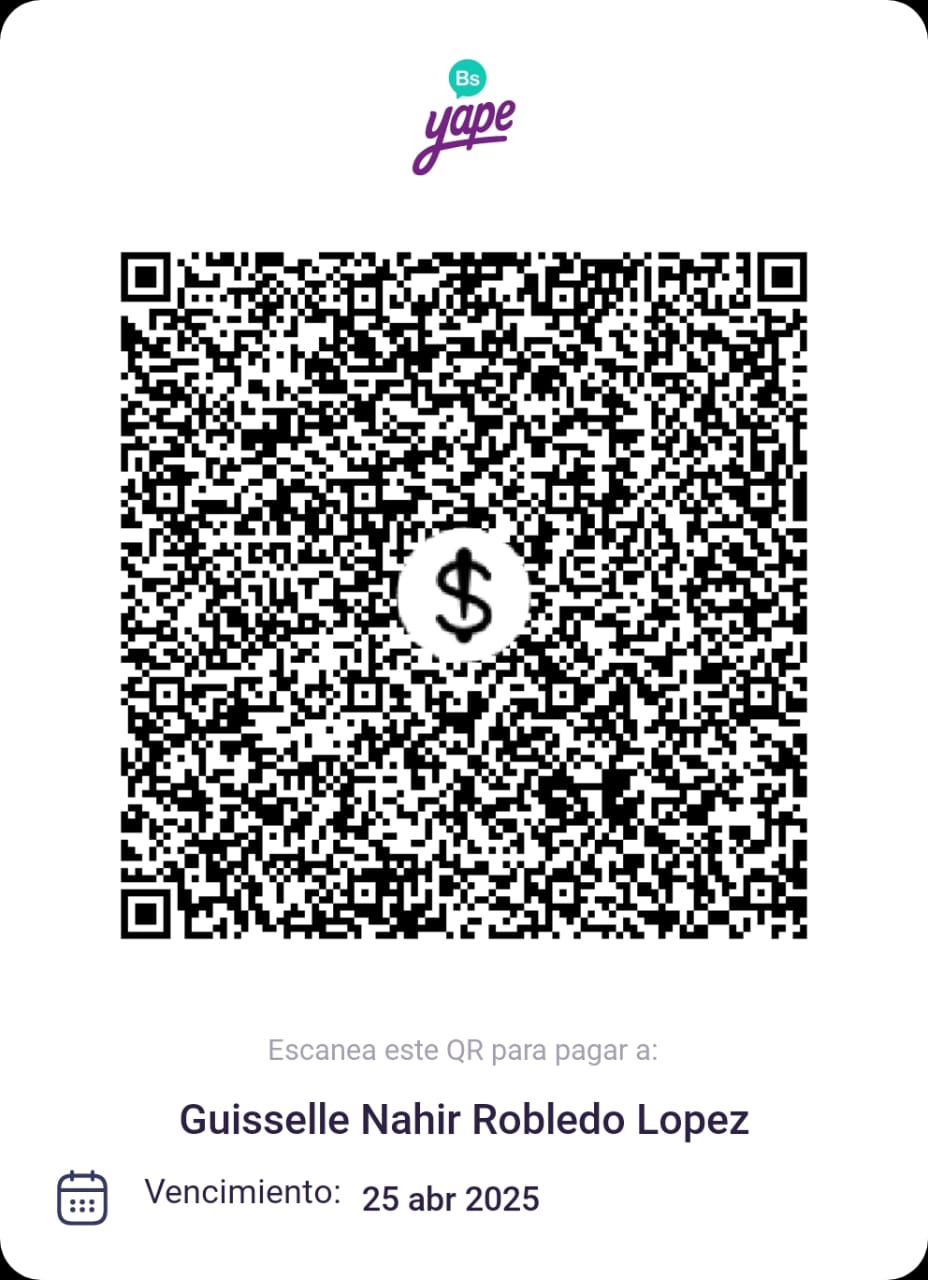 Bs
yape
$
Escanea este QR para pagar a:
Guisselle Nahir Robledo Lopez
Vencimiento: 25 abr 2025